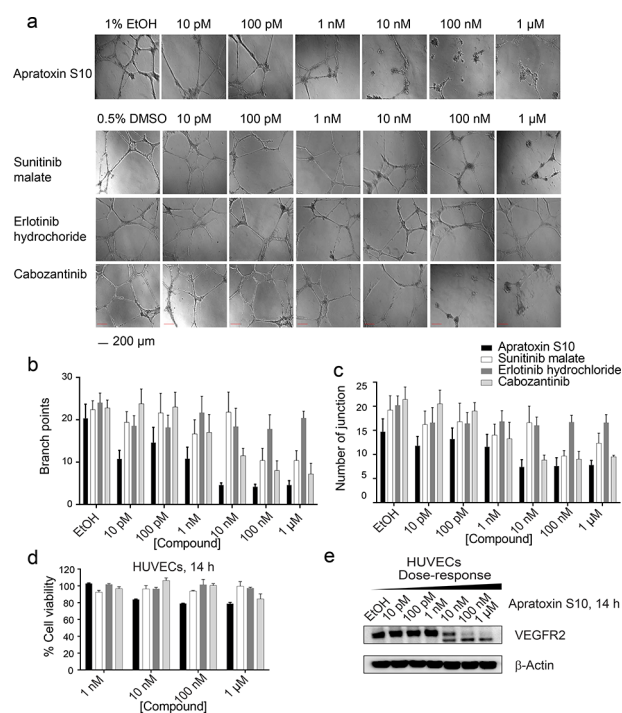 a
1% EtOH 10 pM 100 pM 1 nM 10 nM 100 nM 1 µM
Apratoxin S10
0.5% DMSO 10 pM 100 pM 1 nM 10 nM 100 nM 1 µM
Sunitinib
malate
Erlotinib
hydrochoride
Cabozantinib
200 µm
b
Branch points
30
20
10
0
EtOH 10 pM 100 pM 1 nM 10 nM 100 nM 1 µM
[Compound]
c
Apratoxin S10
Sunitinib malate
Erlotinib hydrochloride
Cabozantinib
Number of junction
25
20
15
10
5
0
EtOH 10 pM 100 pM 1 nM 10 nM 100 nM 1 µM
[Compound]
d
HUVECs, 14 h
% Cell viability
120
100
80
60
80
20
0
1 nM 10 nM 100 nM 1 µM
[Compound]
e
HUVECs
Dose-response
EtOH 10 pM 100 pM 1 nM 10 nM 100 nM 1 µM
Apratoxin S10, 14 h
VEGFR2
β-Actin